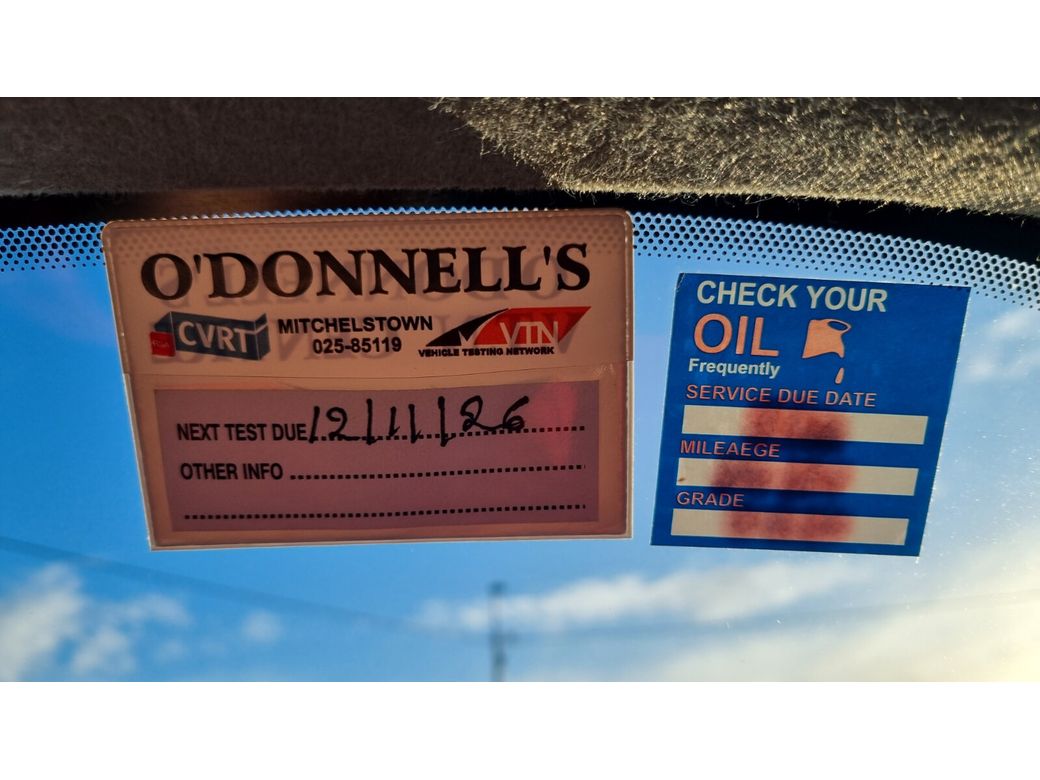 O'DONNELL'S
RSA CVRT
MITCHELSTOWN
025-85119
VTN
VEHICLE TESTING NETWORK
NEXT TEST DUE 12/11/26
OTHER INFO
CHECK YOUR
OIL
Frequently
SERVICE DUE DATE
MILEAEGE
GRADE